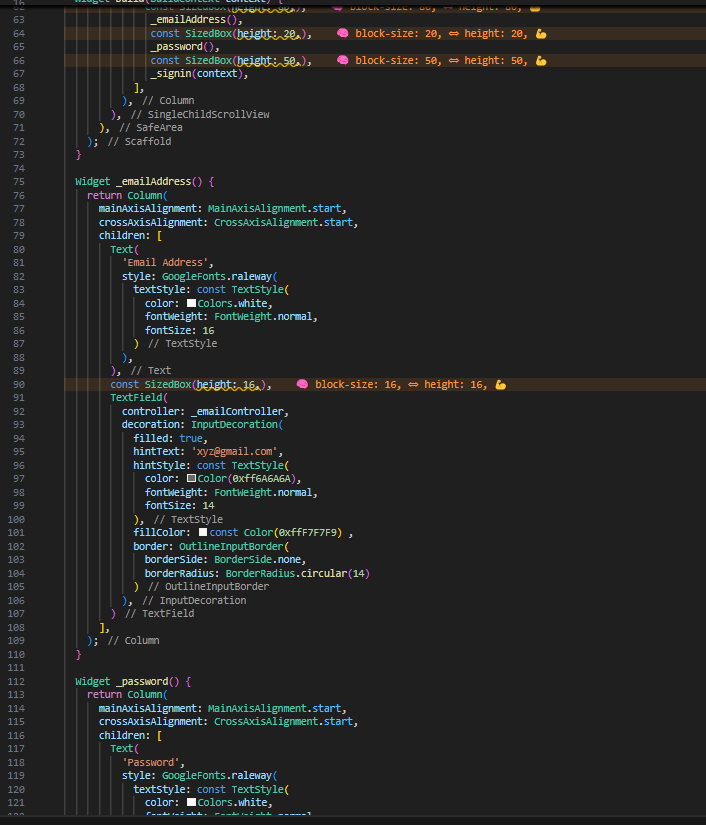 63 _emailAddress(),
64 const SizedBox(height: 20,), 🧠 block-size: 20, ⇔ height: 20, 💪
65 _password(),
66 const SizedBox(height: 50,), 🧠 block-size: 50, ⇔ height: 50, 💪
67 _signin(context),
68 ],
69 ), // Column
70 ), // SingleChildScrollView
71 ), // SafeArea
72 ); // Scaffold
73 }
74
75 Widget _emailAddress() {
76 return Column(
77 mainAxisAlignment: MainAxisAlignment.start,
78 crossAxisAlignment: CrossAxisAlignment.start,
79 children: [
80 Text(
81 'Email Address',
82 style: GoogleFonts.raleway(
83 textStyle: const TextStyle(
84 color: Colors.white,
85 fontWeight: FontWeight.normal,
86 fontSize: 16
87 ) // TextStyle
88 ),
89 ), // Text
90 const SizedBox(height: 16,), 🧠 block-size: 16, ⇔ height: 16, 💪
91 TextField(
92 controller: _emailController,
93 decoration: InputDecoration(
94 filled: true,
95 hintText: 'xyz@gmail.com',
96 hintStyle: const TextStyle(
97 color: Color(0xff6A6A6A),
98 fontWeight: FontWeight.normal,
99 fontSize: 14
100 ), // TextStyle
101 fillColor: const Color(0xffF7F7F9) ,
102 border: OutlineInputBorder(
103 borderSide: BorderSide.none,
104 borderRadius: BorderRadius.circular(14)
105 ) // OutlineInputBorder
106 ), // InputDecoration
107 ) // TextField
108 ],
109 ); // Column
110 }
111
112 Widget _password() {
113 return Column(
114 mainAxisAlignment: MainAxisAlignment.start,
115 crossAxisAlignment: CrossAxisAlignment.start,
116 children: [
117 Text(
118 'Password',
119 style: GoogleFonts.raleway(
120 textStyle: const TextStyle(
121 color: Colors.white,